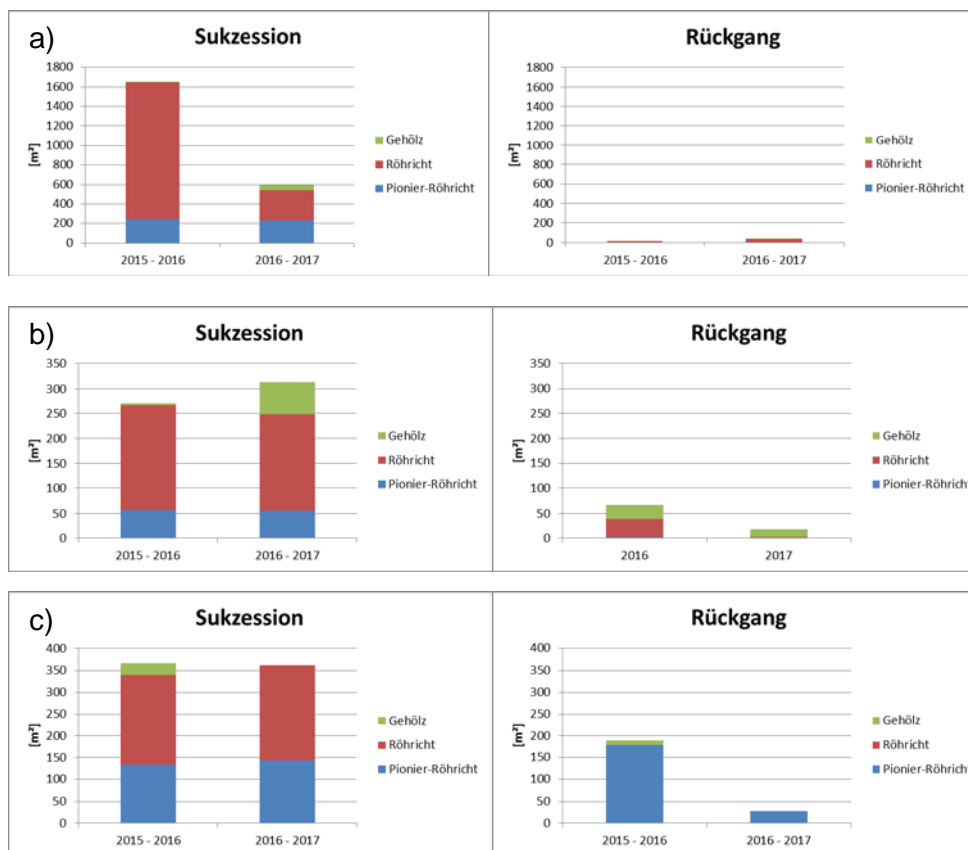 a)
Sukzession
[m²]
1800
1600
1400
1200
1000
800
600
400
200
0
2015 - 2016
2016 - 2017
Gehölz
Röhricht
Pionier-Röhricht
Rückgang
[m²]
1800
1600
1400
1200
1000
800
600
400
200
0
2015 - 2016
2016 - 2017
Gehölz
Röhricht
Pionier-Röhricht
b)
Sukzession
[m²]
350
300
250
200
150
100
50
0
2015 - 2016
2016 - 2017
Gehölz
Röhricht
Pionier-Röhricht
Rückgang
[m²]
350
300
250
200
150
100
50
0
2016
2017
Gehölz
Röhricht
Pionier-Röhricht
c)
Sukzession
[m²]
400
350
300
250
200
150
100
50
0
2015 - 2016
2016 - 2017
Gehölz
Röhricht
Pionier-Röhricht
Rückgang
[m²]
400
350
300
250
200
150
100
50
0
2015 - 2016
2016 - 2017
Gehölz
Röhricht
Pionier-Röhricht